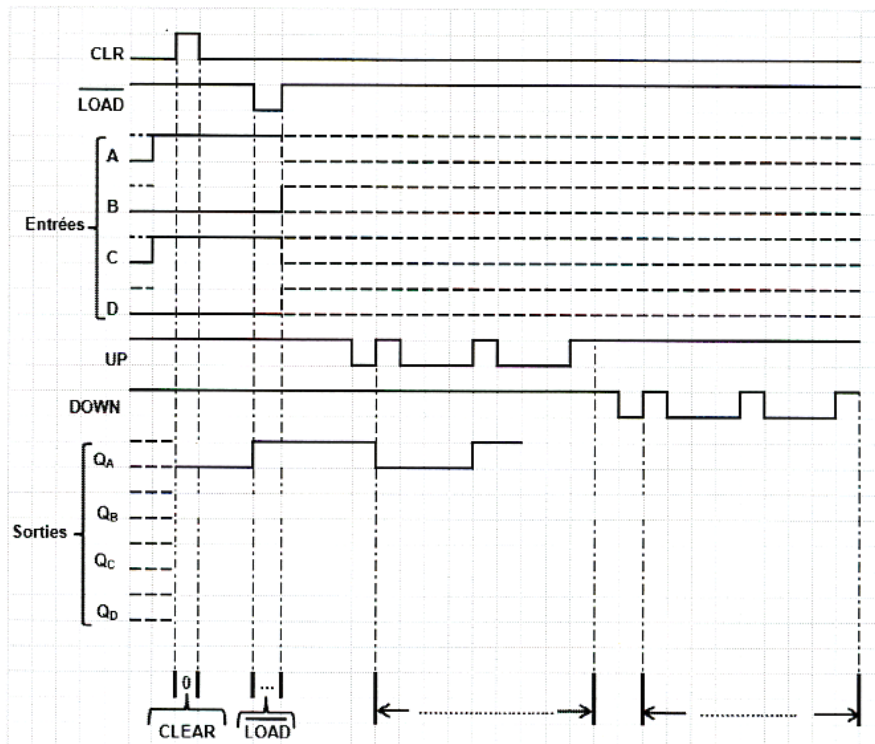 CLR
LOAD
A
B
Entrées
C
D
UP
DOWN
QA
QB
Sorties
QC
QD
0 ...
CLEAR LOAD ..................... ..................